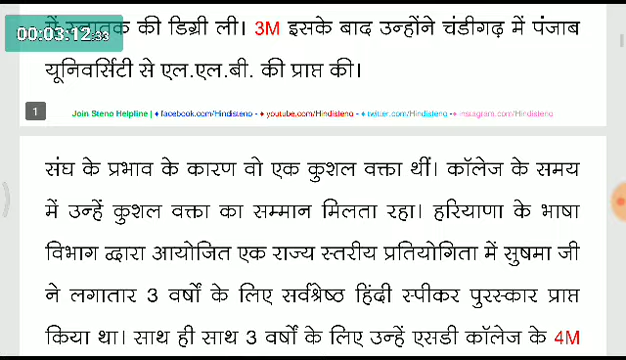 में स्नातक की डिग्री ली। 3M इसके बाद उन्होंने चंडीगढ़ में पंजाब
00:03:12:33
यूनिवर्सिटी से एल.एल.बी. की प्राप्त की।
1
Join Steno Helpline | ♦ facebook.com/Hindisteno - ♦ youtube.com/Hindisteno - ♦ twitter.com/Hindisteno -♦ instagram.com/Hindisteno
संघ के प्रभाव के कारण वो एक कुशल वक्ता थीं। कॉलेज के समय
में उन्हें कुशल वक्ता का सम्मान मिलता रहा। हरियाणा के भाषा
विभाग द्वारा आयोजित एक राज्य स्तरीय प्रतियोगिता में सुषमा जी
ने लगातार 3 वर्षों के लिए सर्वश्रेष्ठ हिंदी स्पीकर पुरस्कार प्राप्त
किया था। साथ ही साथ 3 वर्षों के लिए उन्हें एसडी कॉलेज के 4M